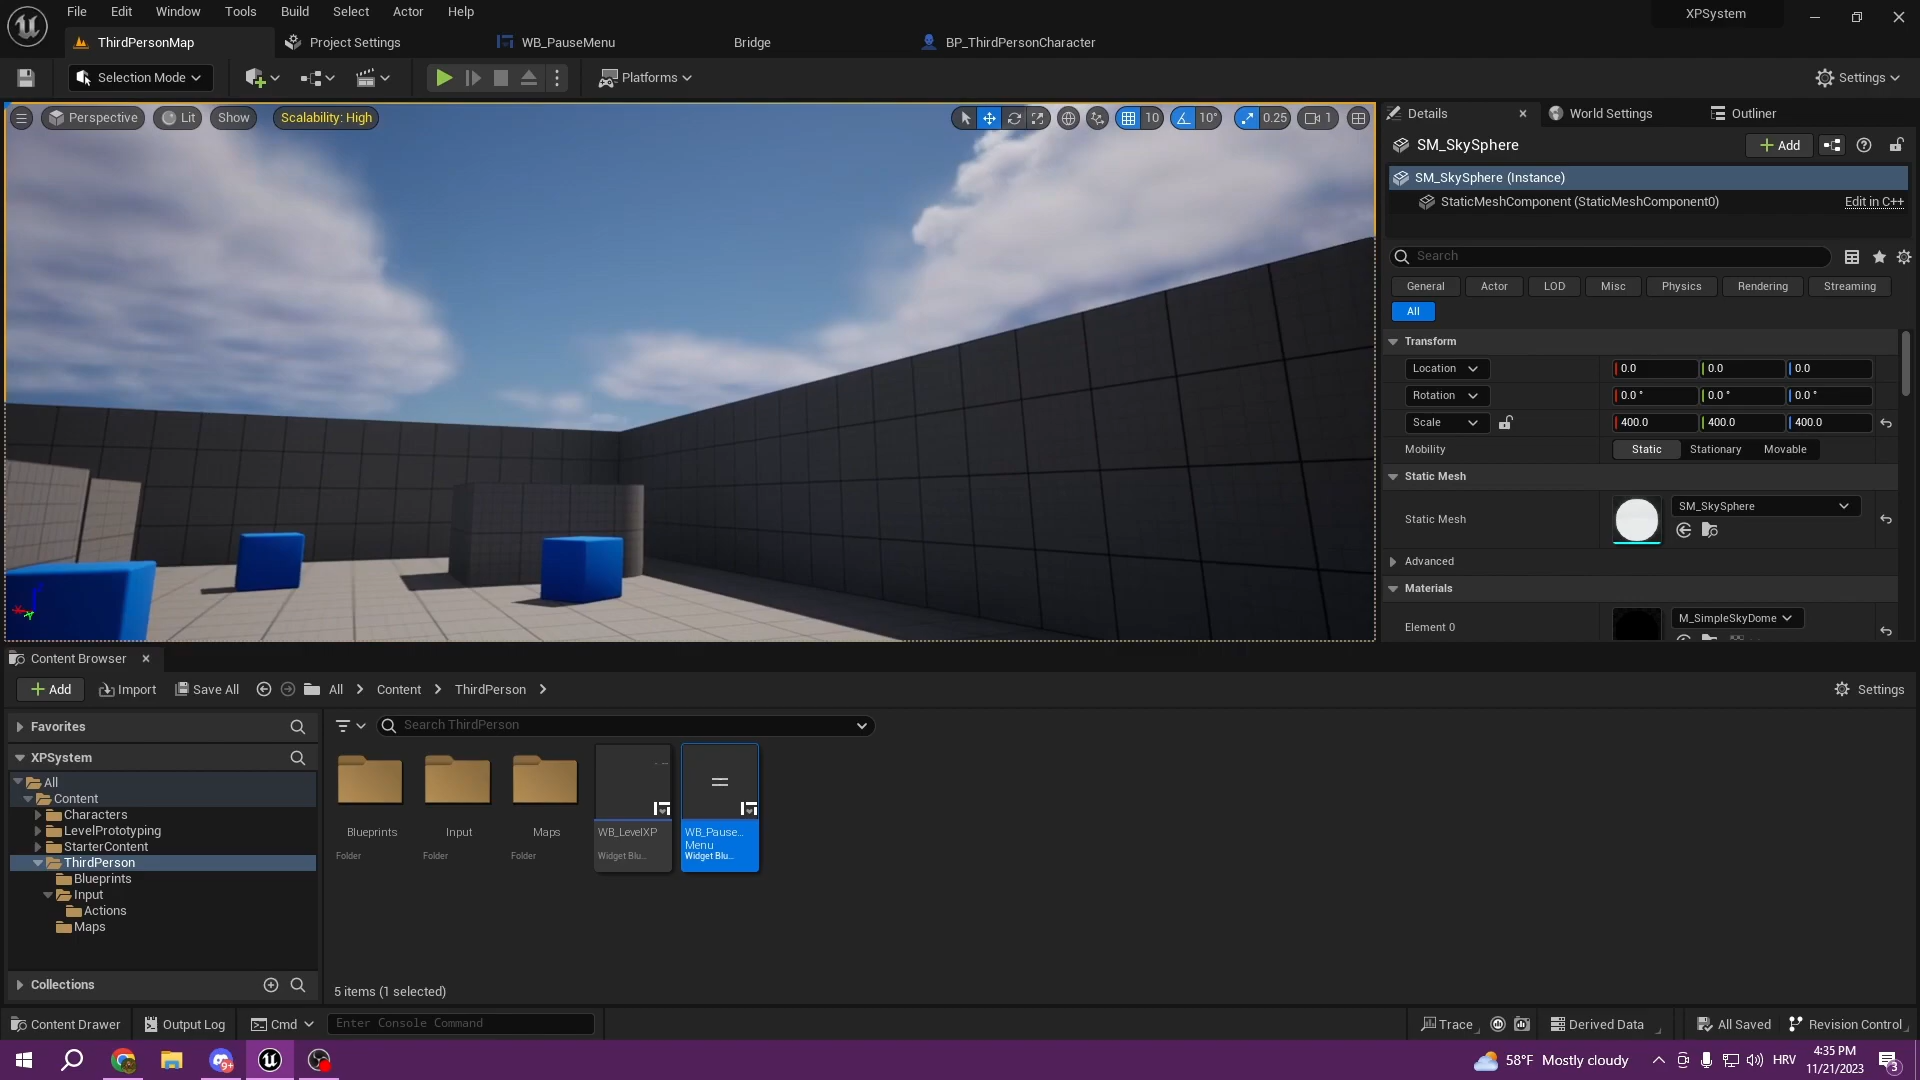 File Edit Window Tools Build Select Actor Help
XPSystem
ThirdPersonMap
Project Settings
WB_PauseMenu
Bridge
BP_ThirdPersonCharacter
Selection Mode
Platforms
Settings
Perspective
Lit
Show
Scalability: High
10
10°
0.25
1
Details
World Settings
Outliner
SM_SkySphere
Add
SM_SkySphere (Instance)
StaticMeshComponent (StaticMeshComponent0)
Edit in C++
Search
General
Actor
LOD
Misc
Physics
Rendering
Streaming
All
Transform
Location
0.0
0.0
0.0
Rotation
0.0 °
0.0 °
0.0 °
Scale
400.0
400.0
400.0
Mobility
Static
Stationary
Movable
Static Mesh
Static Mesh
SM_SkySphere
Advanced
Materials
Element 0
M_SimpleSkyDome
Content Browser
Add
Import
Save All
All
Content
ThirdPerson
Settings
Favorites
Search ThirdPerson
XPSystem
All
Content
Characters
LevelPrototyping
StarterContent
ThirdPerson
Blueprints
Input
Actions
Maps
Collections
Blueprints
Folder
Input
Folder
Maps
Folder
WB_LevelXP
Widget Blu...
WB_Pause...
Menu
Widget Blu...
5 items (1 selected)
Content Drawer
Output Log
Cmd
Enter Console Command
Trace
Derived Data
All Saved
Revision Control
9+
58°F Mostly cloudy
HRV
4:35 PM
11/21/2023
3